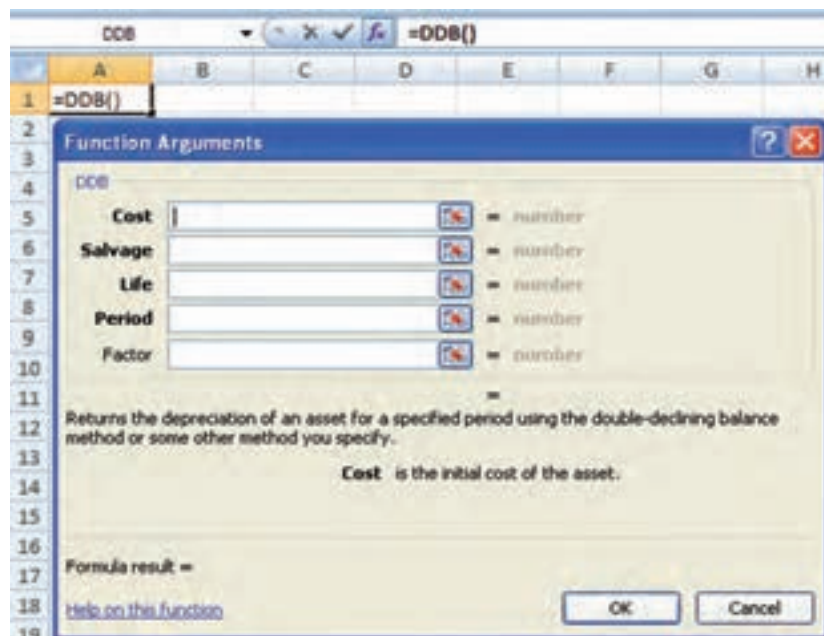 DDB =DDB()
A B C D E F G H
1 =DDB()
2
3 Function Arguments ?
4 DDB
5 Cost = number
6 Salvage = number
7 Life = number
8 Period = number
9 Factor = number
10
11 =
12 Returns the depreciation of an asset for a specified period using the double-declining balance
method or some other method you specify.
13
14 Cost is the initial cost of the asset.
15
16
17 Formula result =
18 Help on this function OK Cancel
19